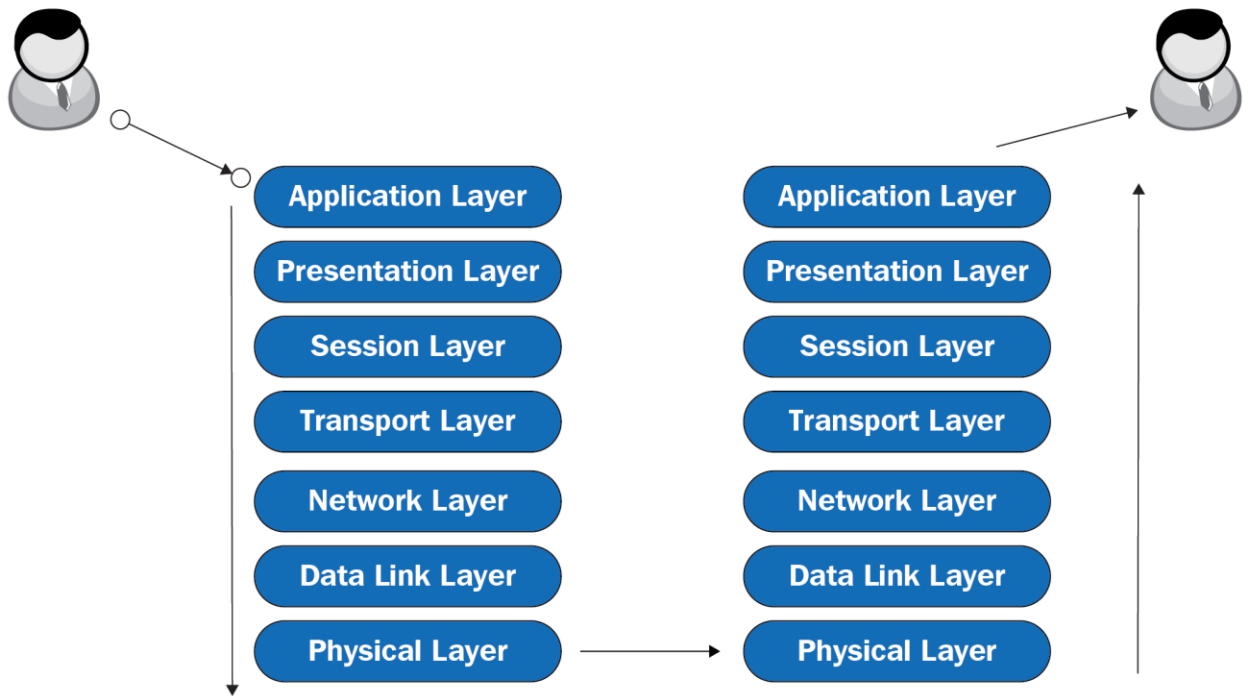 Application Layer
Presentation Layer
Session Layer
Transport Layer
Network Layer
Data Link Layer
Physical Layer
Application Layer
Presentation Layer
Session Layer
Transport Layer
Network Layer
Data Link Layer
Physical Layer